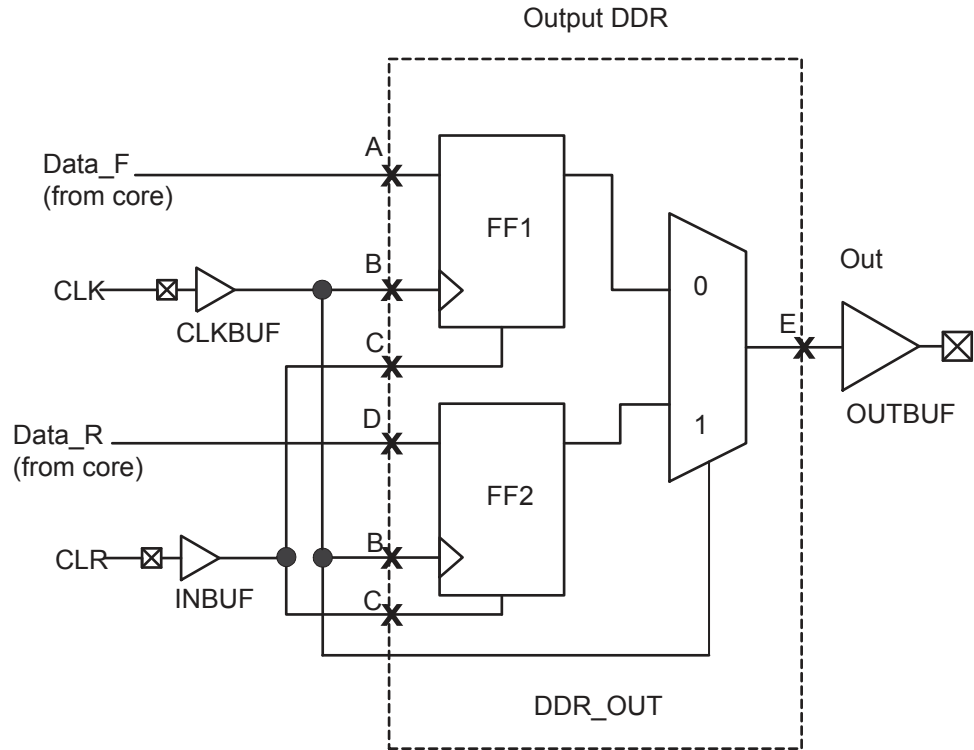 Output DDR
A
Data_F
(from core)
FF1
B
Out
CLK
0
CLKBUF
E
C
D
OUTBUF
Data_R
(from core)
1
FF2
B
CLR
C
INBUF
DDR_OUT